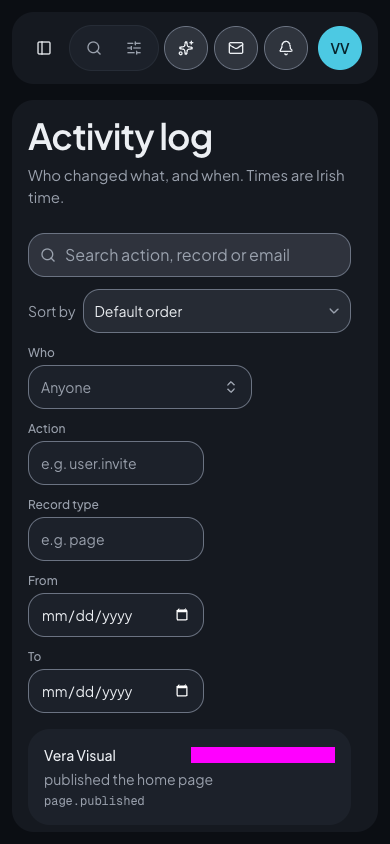 VV
Activity log
Who changed what, and when. Times are Irish
time.
Search action, record or email
Sort by Default order
Who
Anyone
Action
e.g. user.invite
Record type
e.g. page
From
mm/dd/yyyy
To
mm/dd/yyyy
Vera Visual
published the home page
page.published